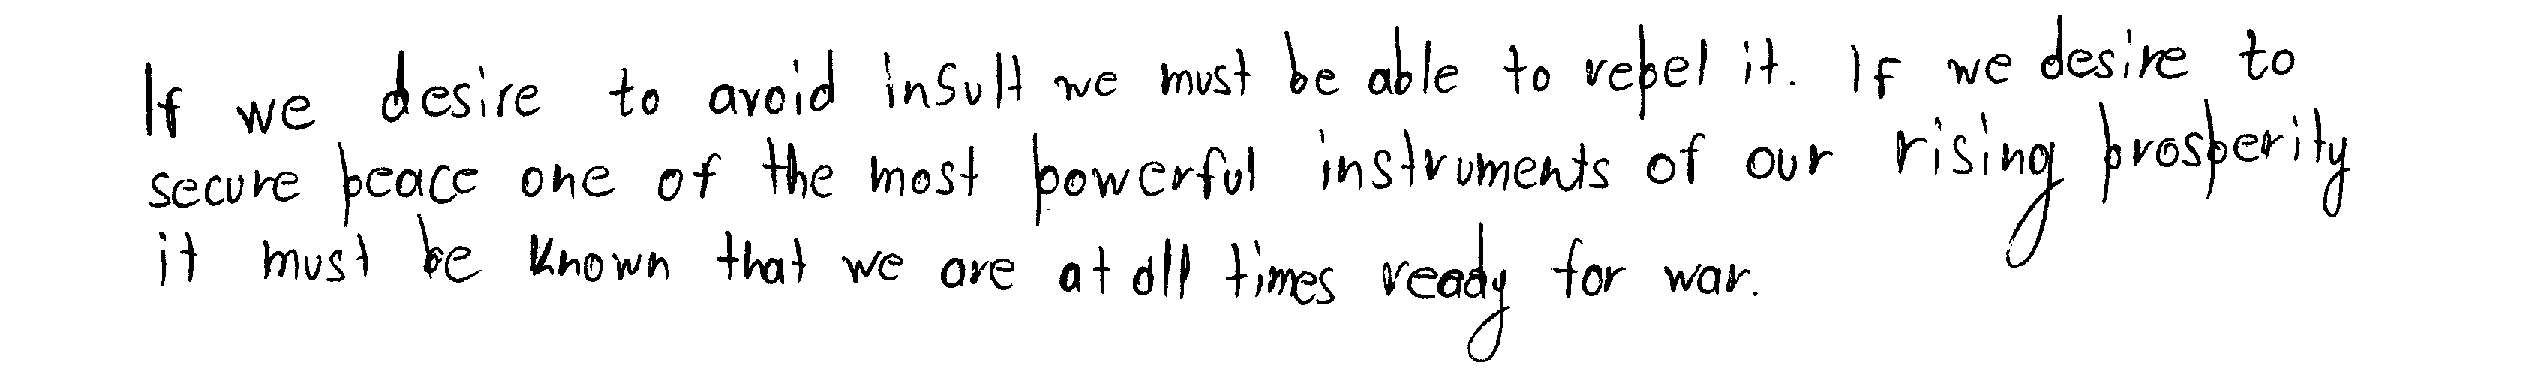 If we desire to avoid insult we must be able to repel it. If we desire to
secure peace one of the most powerful instruments of our rising prosperity
it must be known that we are at all times ready for war.